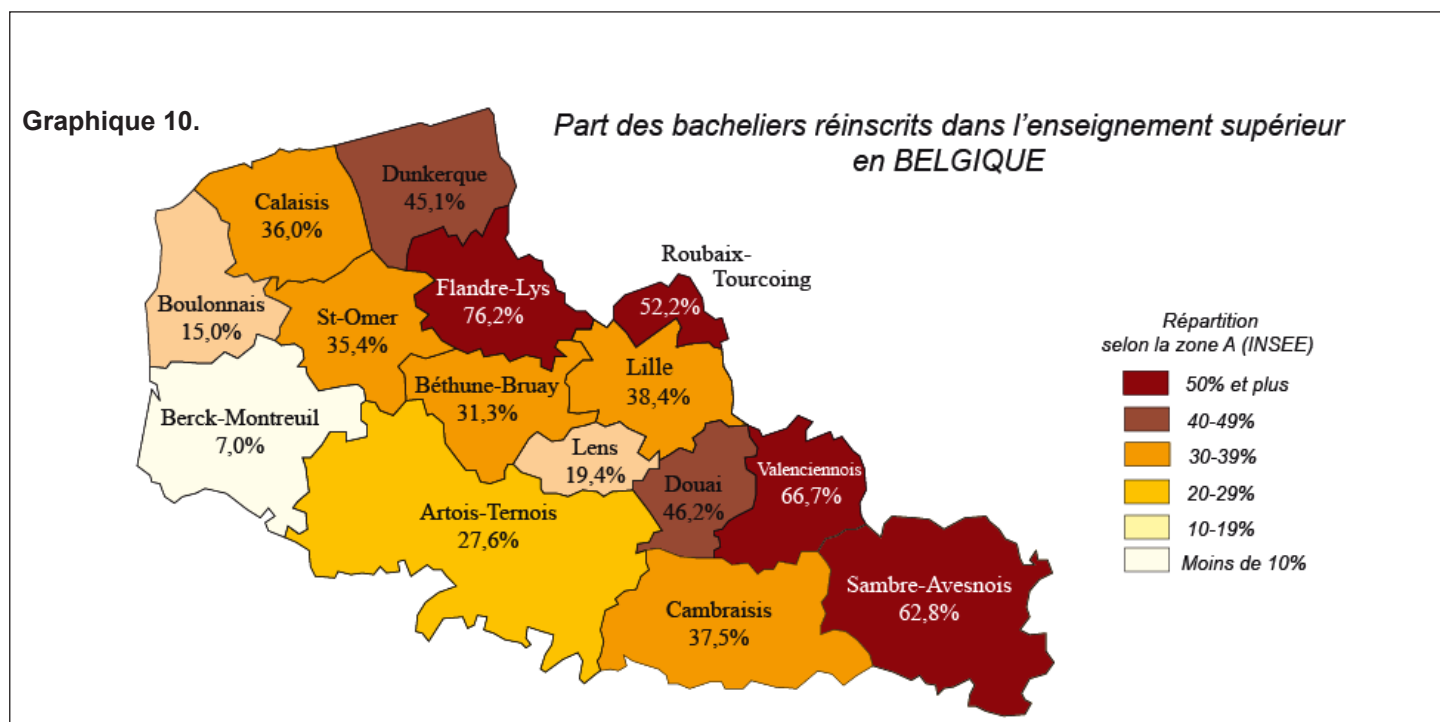 Graphique 10.
Part des bacheliers réinscrits dans l'enseignement supérieur
en BELGIQUE
Dunkerque
45,1%
Calaisis
36,0%
Roubaix-
Tourcoing
52,2%
Flandre-Lys
76,2%
Boulonnais
15,0%
St-Omer
35,4%
Lille
38,4%
Béthune-Bruay
31,3%
Berck-Montreuil
7,0%
Lens
19,4%
Valenciennois
66,7%
Douai
46,2%
Artois-Ternois
27,6%
Sambre-Avesnois
62,8%
Cambraisis
37,5%
Répartition
selon la zone A (INSEE)
50% et plus
40-49%
30-39%
20-29%
10-19%
Moins de 10%